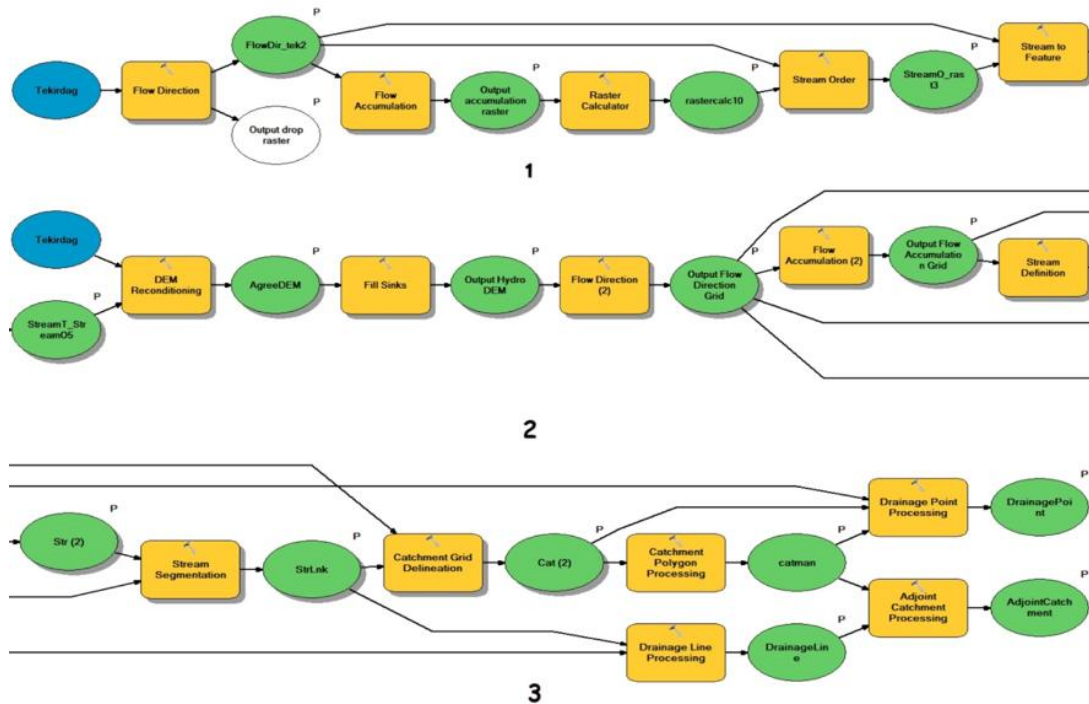 P
FlowDir_tek2
Stream to
Feature
P
P
P
Tekirdag
Flow Direction
Flow
Accumulation
Output
accumulation
raster
Raster
Calculator
rastercalc10
Stream Order
StreamO_ras
t3
P
Output drop
raster
1
Tekirdag
P
DEM
Reconditioning
P
AgreeDEM
Fill Sinks
P
Output Hydro
DEM
Flow Direction
(2)
P
Output Flow
Direction
Grid
Flow
Accumulation (2)
P
Output Flow
Accumulatio
n Grid
Stream
Definition
StreamT_Str
eamO5
2
P
Str (2)
Stream
Segmentation
P
StrLnk
Catchment Grid
Delineation
P
Cat (2)
Catchment
Polygon
Processing
P
catman
Drainage Point
Processing
P
DrainagePoi
nt
Adjoint
Catchment
Processing
P
AdjointCatch
ment
Drainage Line
Processing
P
DrainageLin
e
3